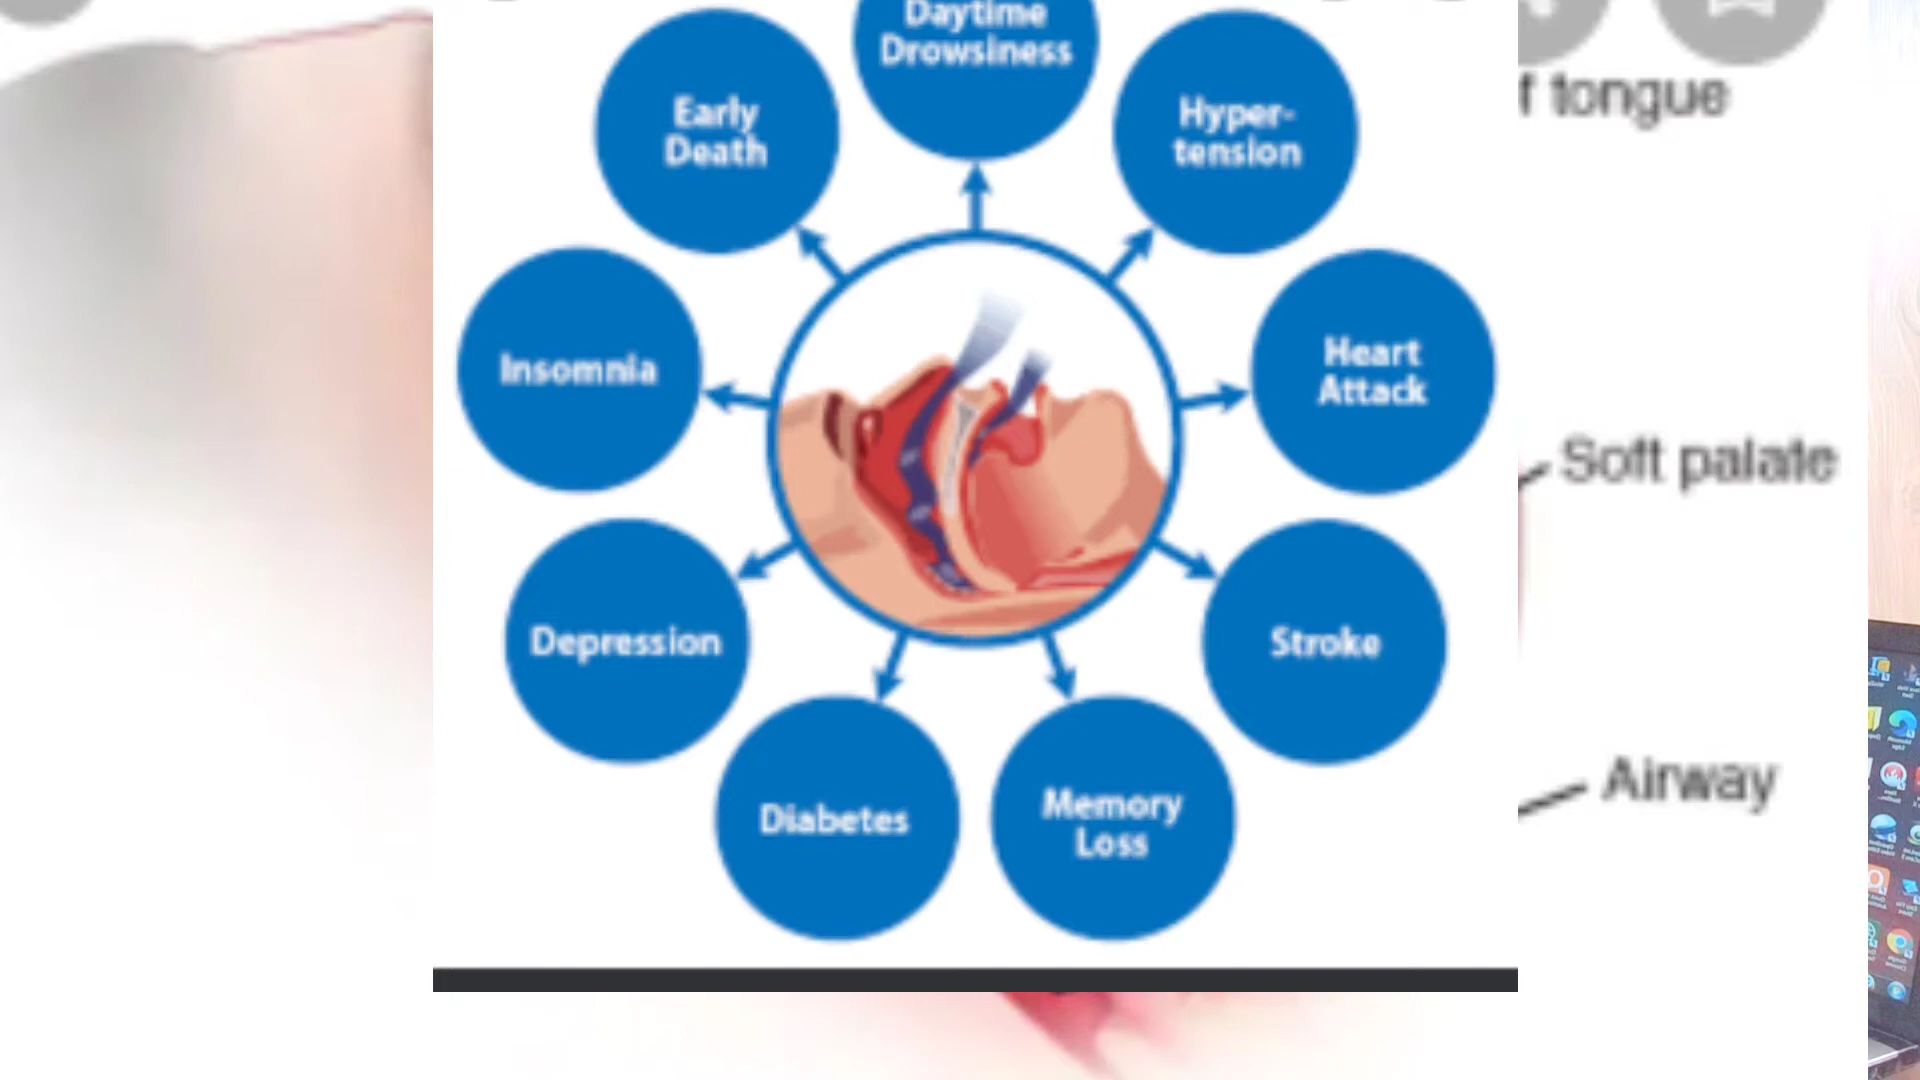 Daytime
Drowsiness
Early
Death
Hyper-
tension
Insomnia
Heart
Attack
Depression
Stroke
Diabetes
Memory
Loss
f tongue
Soft palate
Airway